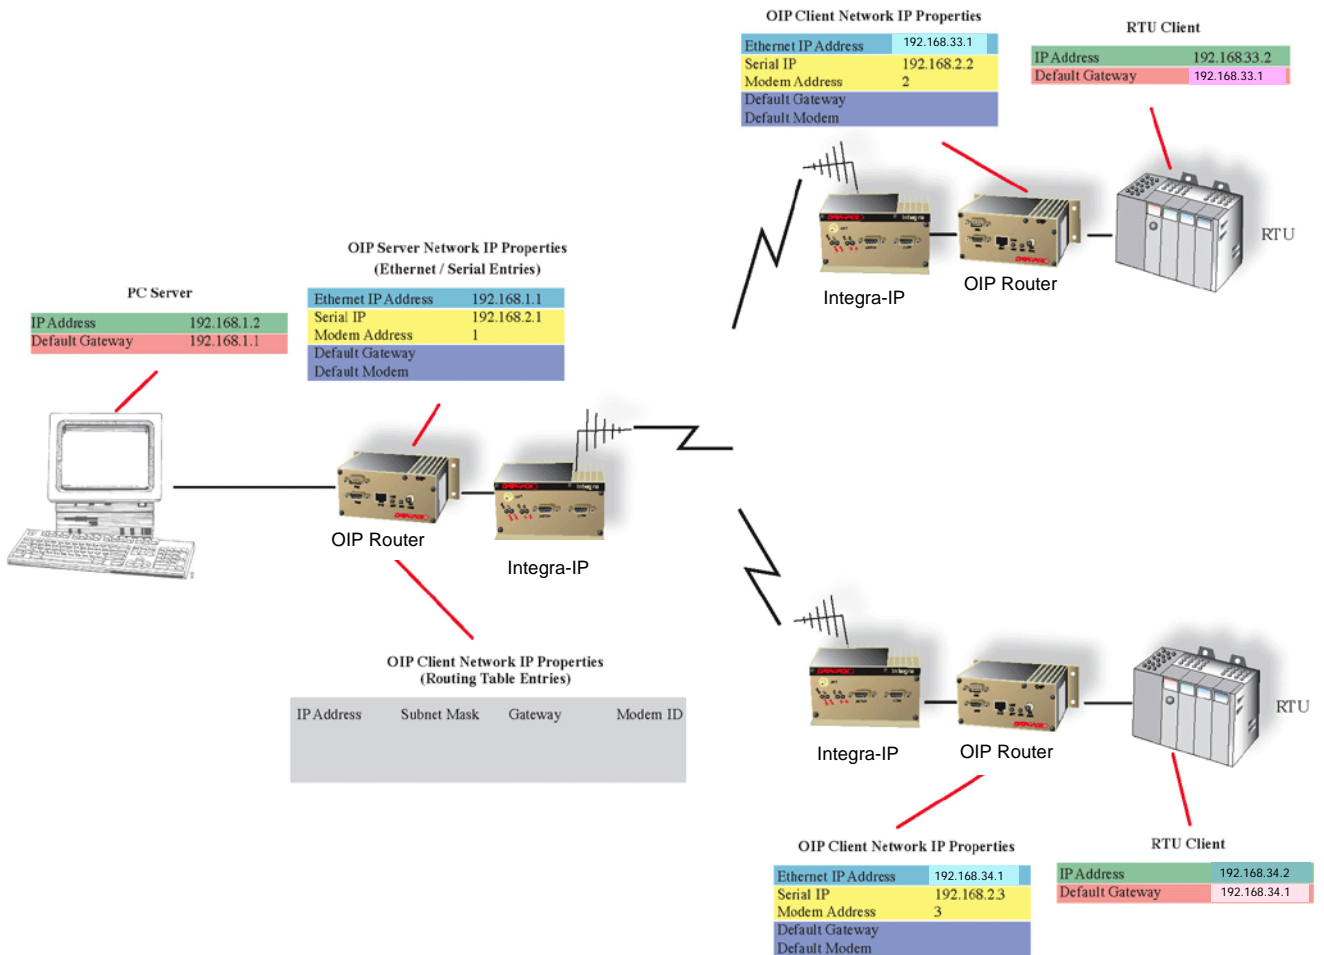 OIP Client Network IP Properties
Ethernet IP Address 192.168.33.1
Serial IP 192.168.2.2
Modem Address 2
Default Gateway
Default Modem
RTU Client
IP Address 192.168.33.2
Default Gateway 192.168.33.1
Integra
Integra-IP
OIP Router
RTU
OIP Server Network IP Properties
(Ethernet / Serial Entries)
Ethernet IP Address 192.168.1.1
Serial IP 192.168.2.1
Modem Address 1
Default Gateway
Default Modem
PC Server
IP Address 192.168.1.2
Default Gateway 192.168.1.1
OIP Router
Integra
Integra-IP
OIP Client Network IP Properties
(Routing Table Entries)
IP Address Subnet Mask Gateway Modem ID
Integra
Integra-IP
OIP Router
RTU
OIP Client Network IP Properties
Ethernet IP Address 192.168.34.1
Serial IP 192.168.2.3
Modem Address 3
Default Gateway
Default Modem
RTU Client
IP Address 192.168.34.2
Default Gateway 192.168.34.1